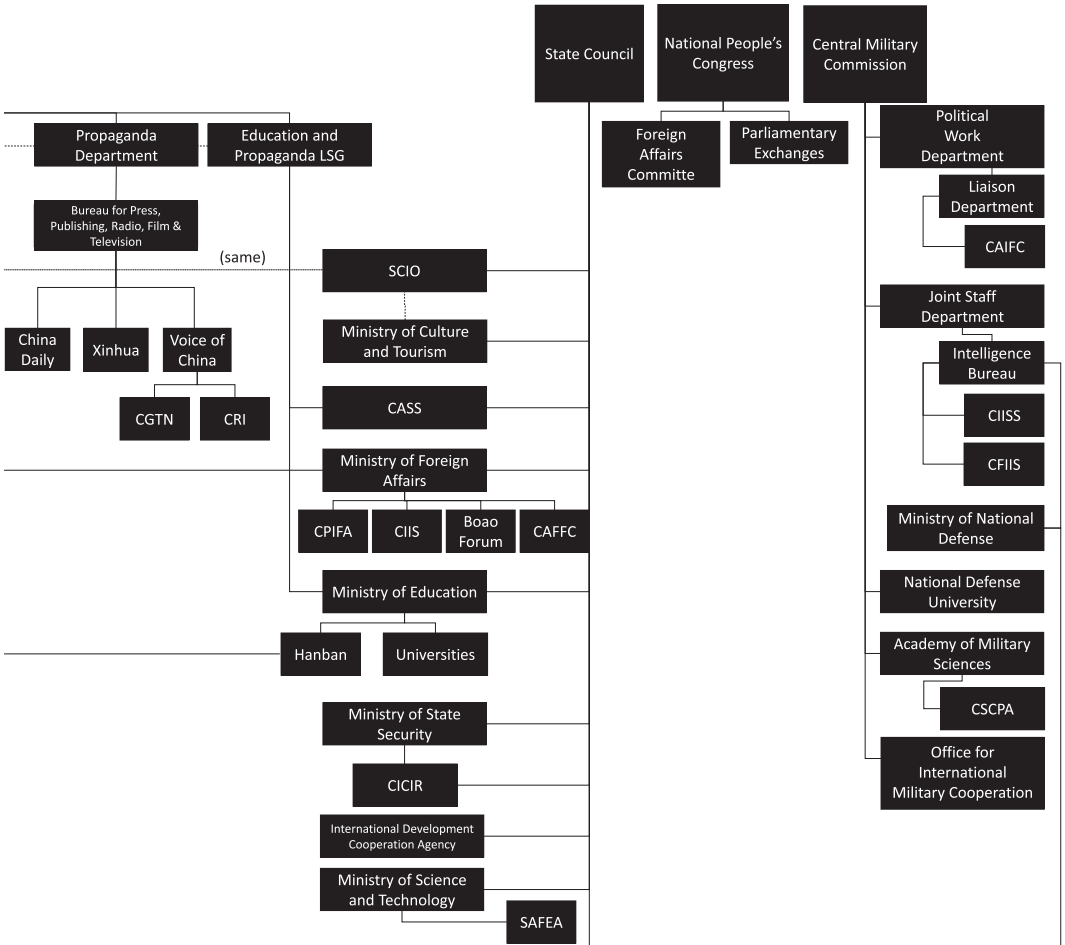 State Council
National People’s
Congress
Central Military
Commission
Propaganda
Department
Education and
Propaganda LSG
Foreign
Affairs
Committe
Parliamentary
Exchanges
Political
Work
Department
Liaison
Department
CAIFC
Bureau for Press,
Publishing, Radio, Film &
Television
(same)
SCIO
China
Daily
Xinhua
Voice of
China
CGTN
CRI
Ministry of Culture
and Tourism
CASS
Ministry of Foreign
Affairs
CPIFA
CIIS
Boao
Forum
CAFFC
Ministry of Education
Hanban
Universities
Ministry of State
Security
CICIR
International Development
Cooperation Agency
Ministry of Science
and Technology
SAFEA
Joint Staff
Department
Intelligence
Bureau
CIISS
CFIIS
Ministry of National
Defense
National Defense
University
Academy of Military
Sciences
CSCPA
Office for
International
Military Cooperation